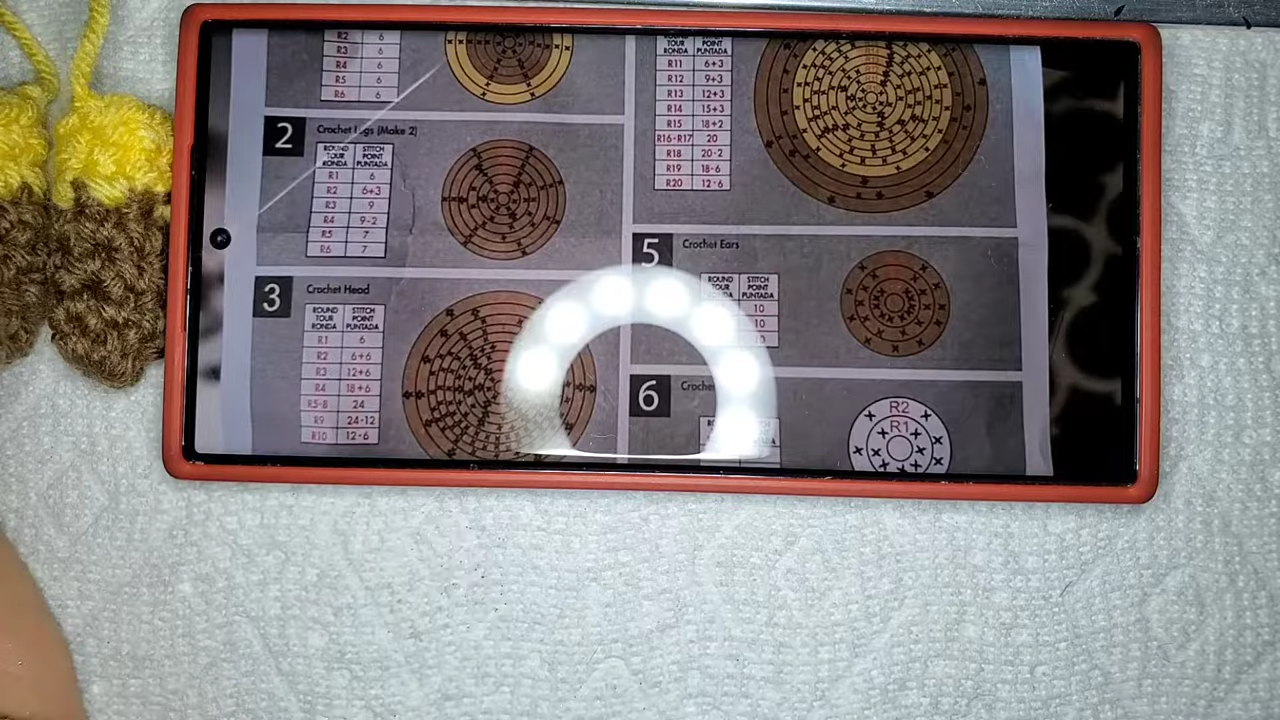 R2 6
R3 6
R4 6
R5 6
R6 6
2
Crochet Legs (Make 2)
ROUND TOUR RONDA
STITCH POINT PUNTADA
R1 6
R2 6+3
R3 9
R4 9-2
R5 7
R6 7
3
Crochet Head
ROUND TOUR RONDA
STITCH POINT PUNTADA
R1 6
R2 6+6
R3 12+6
R4 18+6
R5-8 24
R9 24-12
R10 12-6
TOUR RONDA
POINT PUNTADA
R11 6+3
R12 9+3
R13 12+3
R14 15+3
R15 18+2
R16-R17 20
R18 20-2
R19 18-6
R20 12-6
5
Crochet Ears
ROUND TOUR RONDA
STITCH POINT PUNTADA
10
10
6
R2
R1